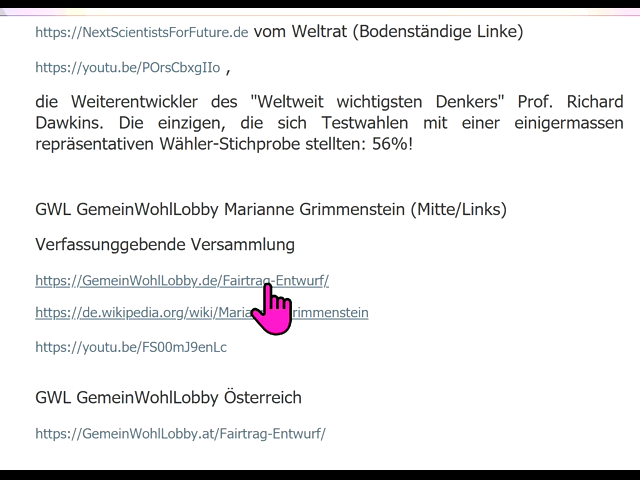 https://NextScientistsForFuture.de vom Weltrat (Bodenständige Linke)
https://youtu.be/POrsCbxgIIo ,
die Weiterentwickler des "Weltweit wichtigsten Denkers" Prof. Richard
Dawkins. Die einzigen, die sich Testwahlen mit einer einigermassen
repräsentativen Wähler-Stichprobe stellten: 56%!
GWL GemeinWohlLobby Marianne Grimmenstein (Mitte/Links)
Verfassunggebende Versammlung
https://GemeinWohlLobby.de/Fairtrag-Entwurf/
https://de.wikipedia.org/wiki/Maria rimmenstein
https://youtu.be/FS00mJ9enLc
GWL GemeinWohlLobby Österreich
https://GemeinWohlLobby.at/Fairtrag-Entwurf/